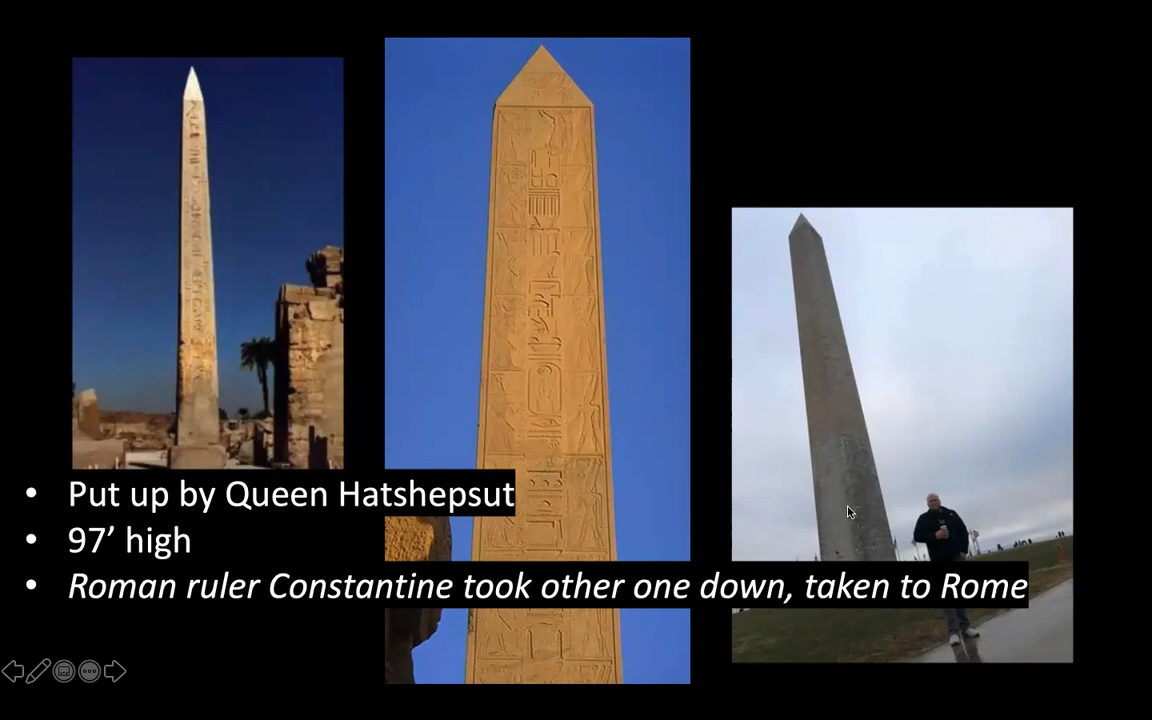 • Put up by Queen Hatshepsut
• 97’ high
• Roman ruler Constantine took other one down, taken to Rome